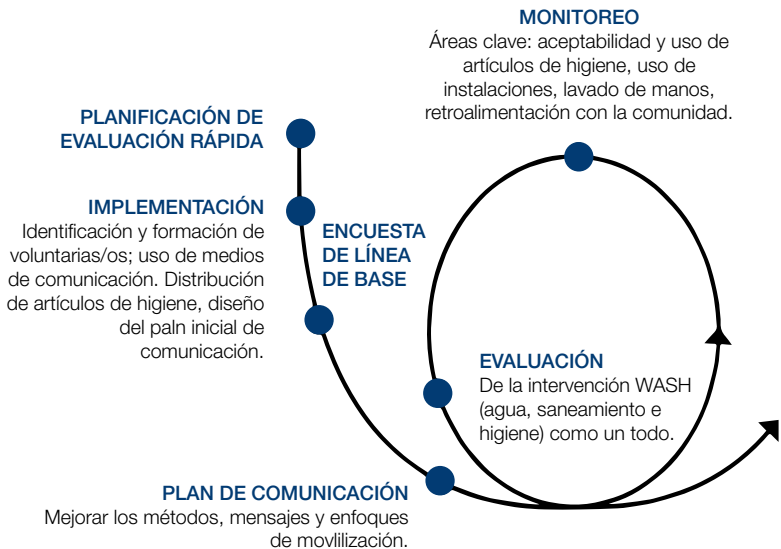 MONITOREO
Áreas clave: aceptabilidad y uso de
artículos de higiene, uso de
instalaciones, lavado de manos,
retroalimentación con la comunidad.
PLANIFICACIÓN DE
EVALUACIÓN RÁPIDA
IMPLEMENTACIÓN
Identificación y formación de
voluntarias/os; uso de medios
de comunicación. Distribución
de artículos de higiene, diseño
del paln inicial de
comunicación.
ENCUESTA
DE LÍNEA
DE BASE
EVALUACIÓN
De la intervención WASH
(agua, saneamiento e
higiene) como un todo.
PLAN DE COMUNICACIÓN
Mejorar los métodos, mensajes y enfoques
de movlilización.